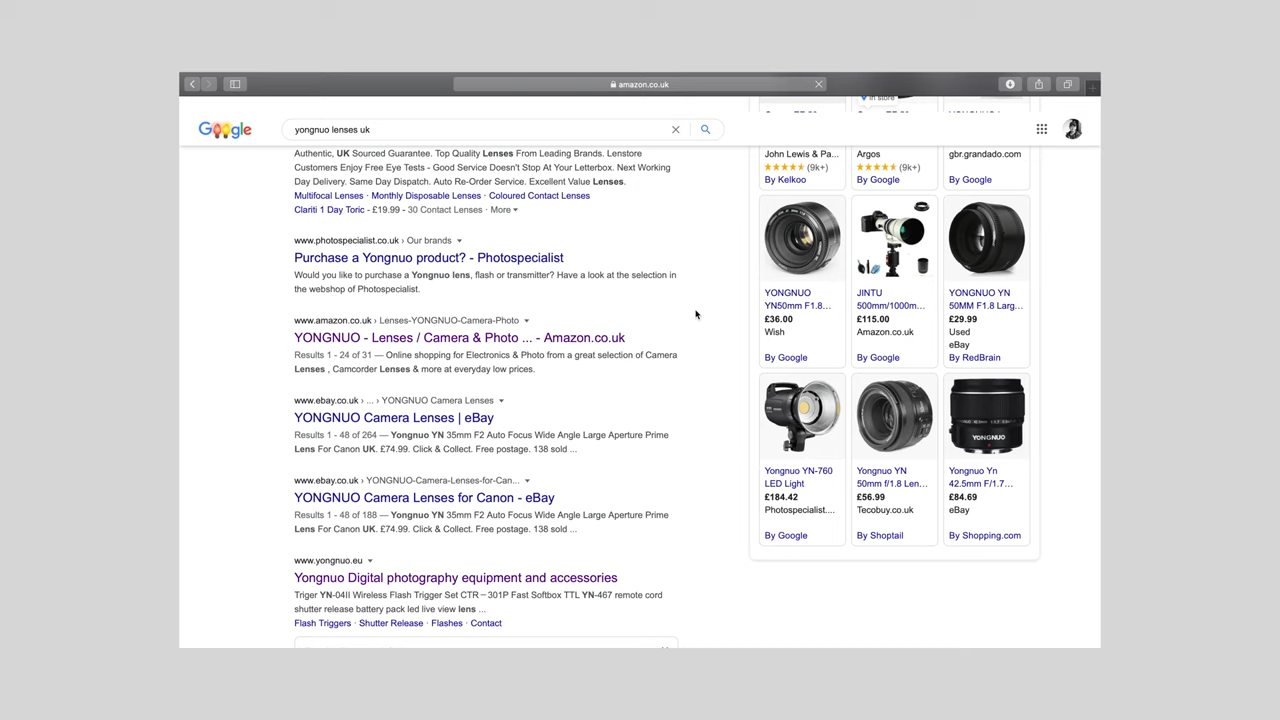 amazon.co.uk
Google
yongnuo lenses uk
in store
Authentic, UK Sourced Guarantee. Top Quality Lenses From Leading Brands. Lenstore
Customers Enjoy Free Eye Tests - Good Service Doesn't Stop At Your Letterbox. Next Working
Day Delivery. Same Day Dispatch. Auto Re-Order Service. Excellent Value Lenses.
Multifocal Lenses · Monthly Disposable Lenses · Coloured Contact Lenses
Clariti 1 Day Toric - £19.99 - 30 Contact Lenses · More
www.photospecialist.co.uk › Our brands
Purchase a Yongnuo product? - Photospecialist
Would you like to purchase a Yongnuo lens, flash or transmitter? Have a look at the selection in
the webshop of Photospecialist.
www.amazon.co.uk › Lenses-YONGNUO-Camera-Photo
YONGNUO - Lenses / Camera & Photo ... - Amazon.co.uk
Results 1 - 24 of 31 — Online shopping for Electronics & Photo from a great selection of Camera
Lenses , Camcorder Lenses & more at everyday low prices.
www.ebay.co.uk › ... › YONGNUO Camera Lenses
YONGNUO Camera Lenses | eBay
Results 1 - 48 of 264 — Yongnuo YN 35mm F2 Auto Focus Wide Angle Large Aperture Prime
Lens For Canon UK. £74.99. Click & Collect. Free postage. 138 sold ...
www.ebay.co.uk › YONGNUO-Camera-Lenses-for-Can...
YONGNUO Camera Lenses for Canon - eBay
Results 1 - 48 of 188 — Yongnuo YN 35mm F2 Auto Focus Wide Angle Large Aperture Prime
Lens For Canon UK. £74.99. Click & Collect. Free postage. 138 sold ...
www.yongnuo.eu
Yongnuo Digital photography equipment and accessories
Triger YN-04II Wireless Flash Trigger Set CTR–301P Fast Softbox TTL YN-467 remote cord
shutter release battery pack led live view lens ...
Flash Triggers · Shutter Release · Flashes · Contact
John Lewis & Pa...
(9k+)
By Kelkoo
Argos
(9k+)
By Google
gbr.grandado.com
By Google
YONGNUO
YN50mm F1.8...
£36.00
Wish
By Google
JINTU
500mm/1000m...
£115.00
Amazon.co.uk
By Google
YONGNUO YN
50MM F1.8 Larg...
£29.99
Used
eBay
By RedBrain
Yongnuo YN-760
LED Light
£184.42
Photospecialist....
By Google
Yongnuo YN
50mm f/1.8 Len...
£56.99
Tecobuy.co.uk
By Shoptail
YONGNUO
Yongnuo Yn
42.5mm F/1.7...
£84.69
eBay
By Shopping.com